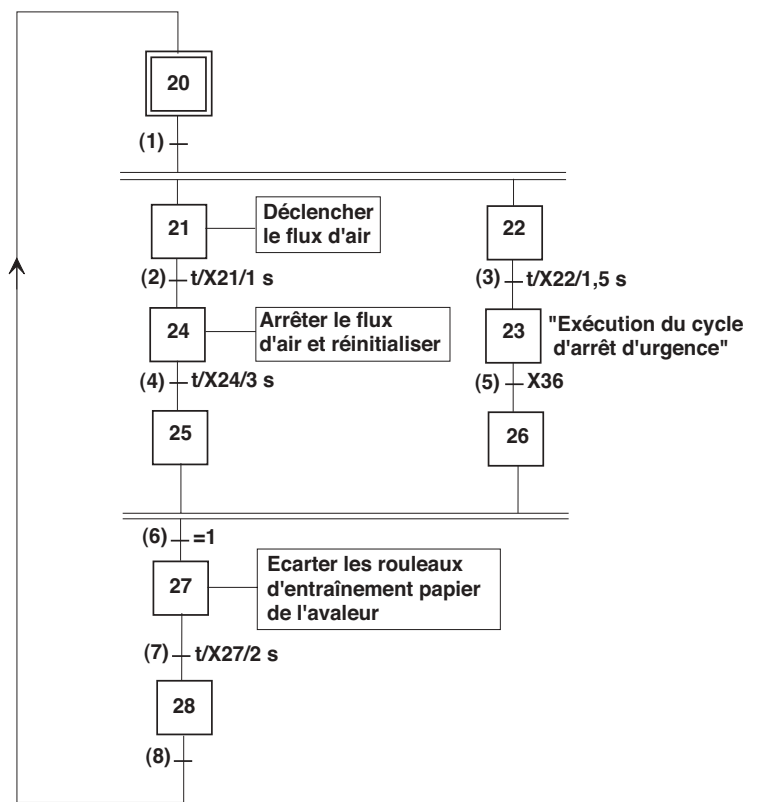 20
(1)
21
Déclencher
le flux d'air
22
(2) t/X21/1 s
(3) t/X22/1,5 s
24
Arrêter le flux
d'air et réinitialiser
23
"Exécution du cycle
d'arrêt d'urgence"
(4) t/X24/3 s
(5) X36
25
26
(6) =1
27
Ecarter les rouleaux
d'entraînement papier
de l'avaleur
(7) t/X27/2 s
28
(8)